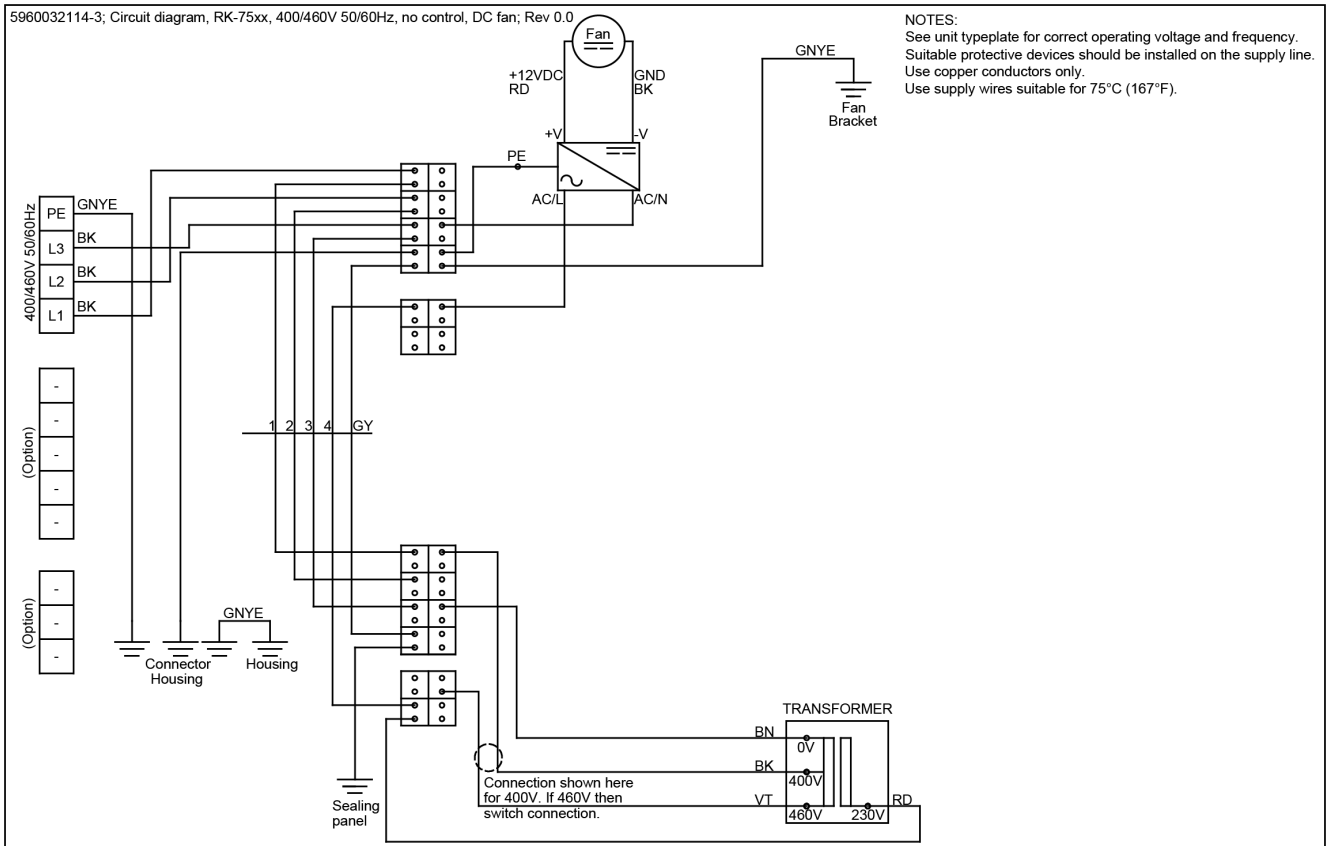 5960032114-3; Circuit diagram, RK-75xx, 400/460V 50/60Hz, no control, DC fan; Rev 0.0
NOTES:
See unit typeplate for correct operating voltage and frequency.
Suitable protective devices should be installed on the supply line.
Use copper conductors only.
Use supply wires suitable for 75°C (167°F).
Fan
+12VDC
RD
GND
BK
GNYE
Fan
Bracket
+V
-V
PE
AC/L
AC/N
400/460V 50/60Hz
PE
GNYE
L3
BK
L2
BK
L1
BK
(Option)
-
-
-
-
-
1
2
3
4
GY
(Option)
-
-
-
GNYE
Connector
Housing
Housing
Sealing
panel
Connection shown here
for 400V. If 460V then
switch connection.
TRANSFORMER
BN
0V
BK
400V
VT
460V
230V
RD